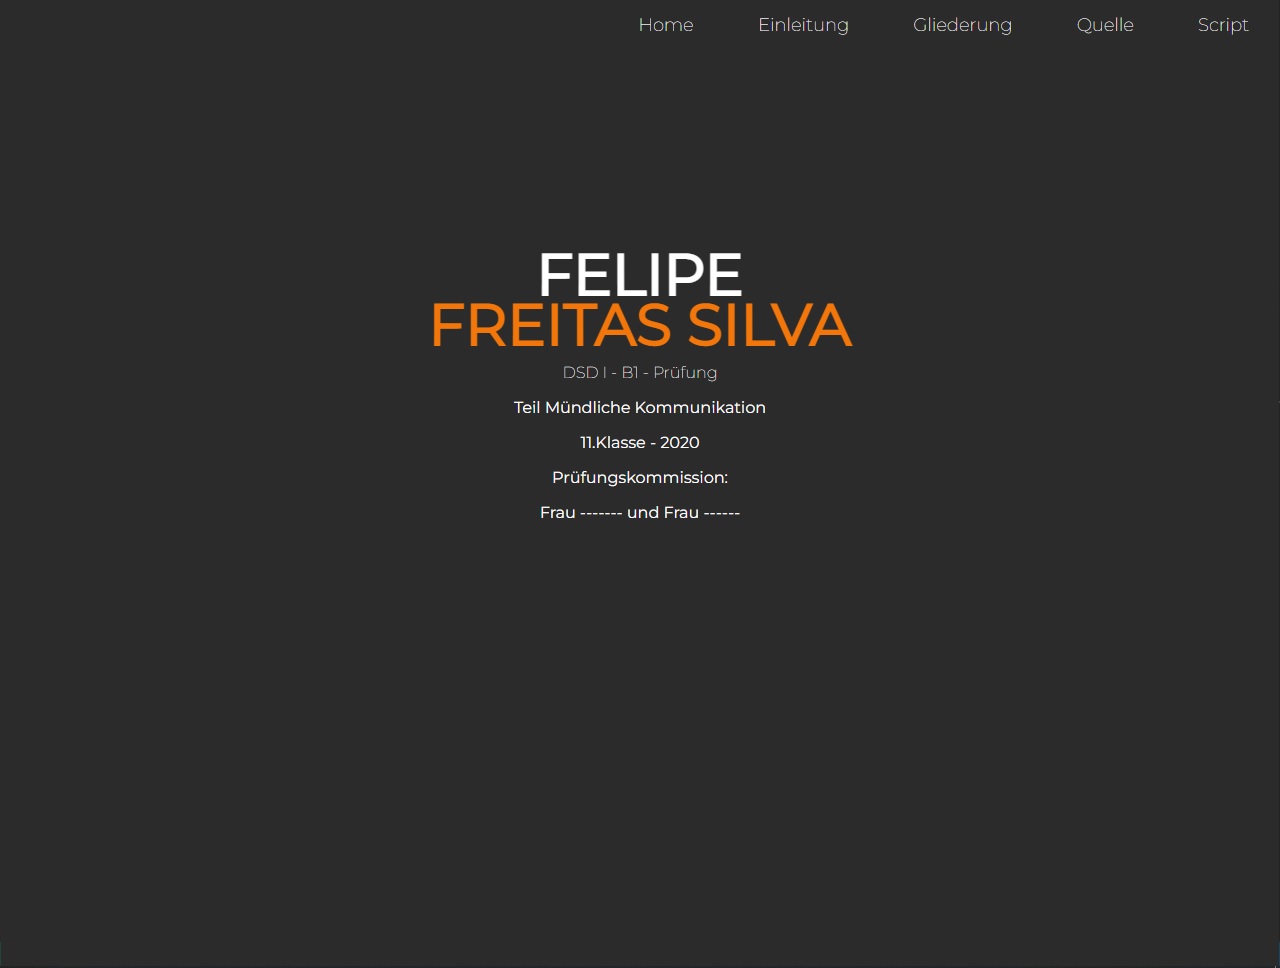 Home Einleitung Gliederung Quelle Script
FELIPE
FREITAS SILVA
DSD I - B1 - Prüfung
Teil Mündliche Kommunikation
11.Klasse - 2020
Prüfungskommission:
Frau ------- und Frau ------